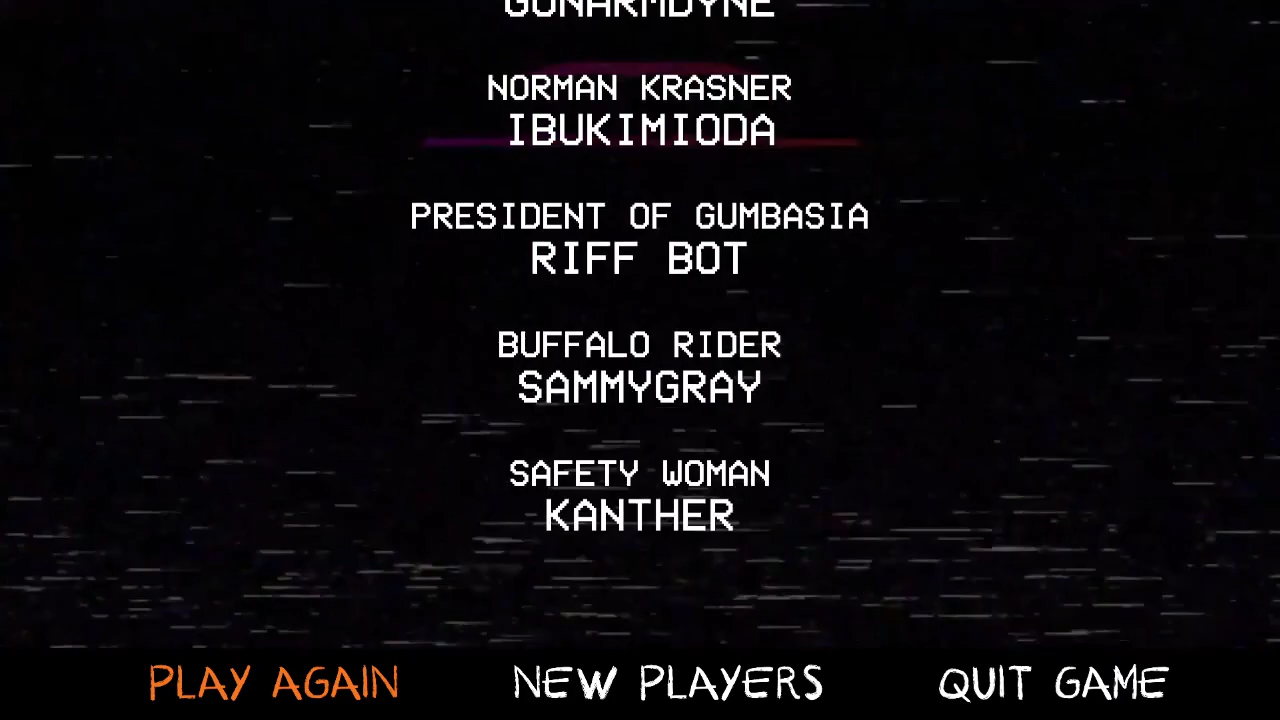 GUNARMDYNE
NORMAN KRASNER
IBUKIMIODA
PRESIDENT OF GUMBASIA
RIFF BOT
BUFFALO RIDER
SAMMYGRAY
SAFETY WOMAN
KANTHER
PLAY AGAIN
NEW PLAYERS
QUIT GAME